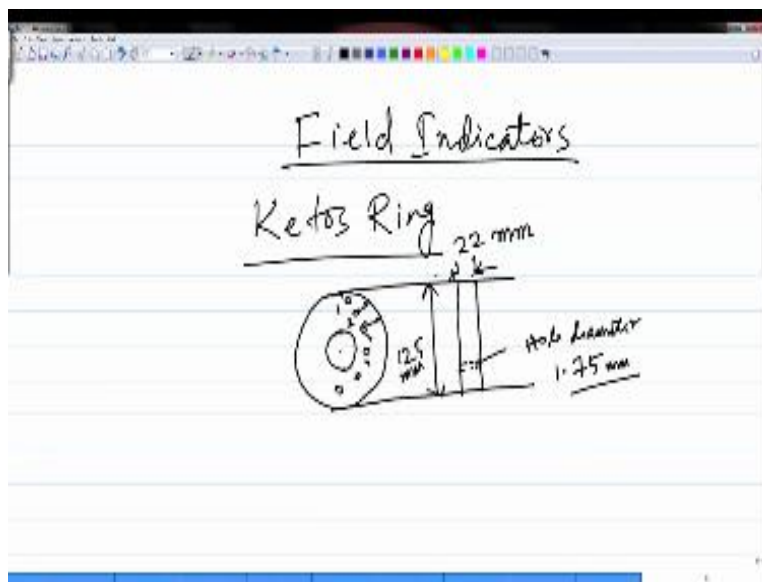 Field Indicators
Ketos Ring
22 mm
125
mm
Hole diameter
1.75 mm